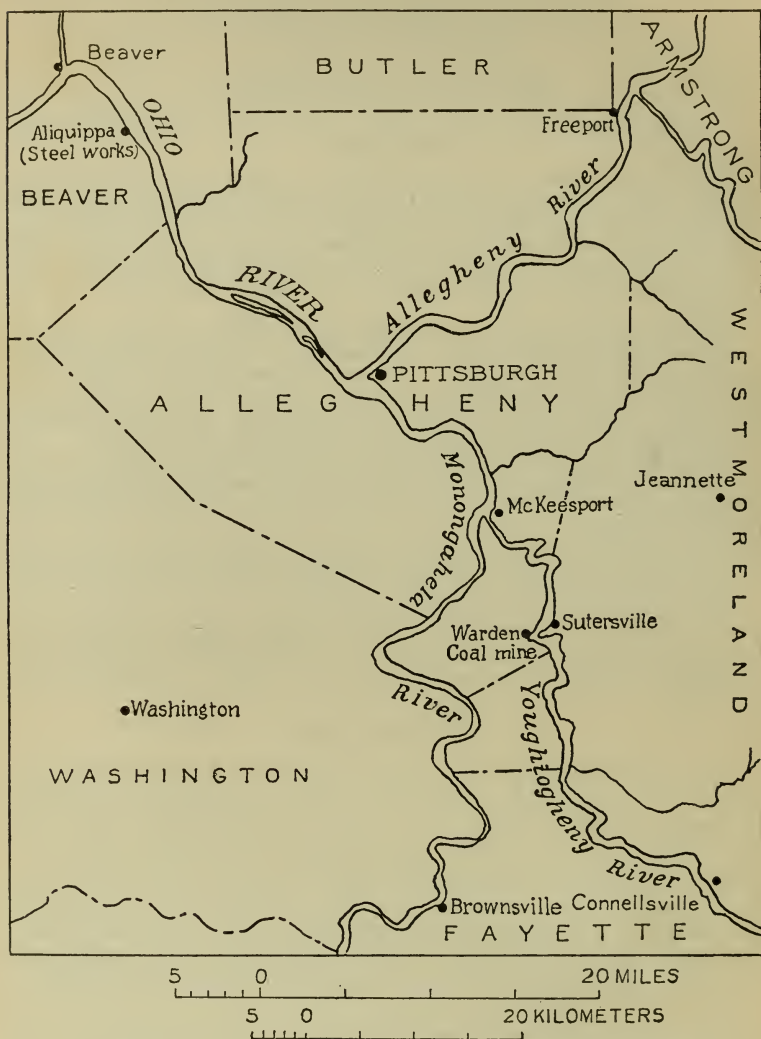 Beaver
BUTLER
ARMSTRONG
OHIO
Freeport
Aliquippa
(Steel works)
BEAVER
River
Allegheny
RIVER
PITTSBURGH
ALLEGHENY
WESTMORELAND
Jeannette
Monongahela
McKeesport
Sutersville
Warden
Coal mine
River
Youghiogheny
Washington
WASHINGTON
River
Brownsville
Connellsville
FAYETTE
5 0 20 MILES
5 0 20 KILOMETERS